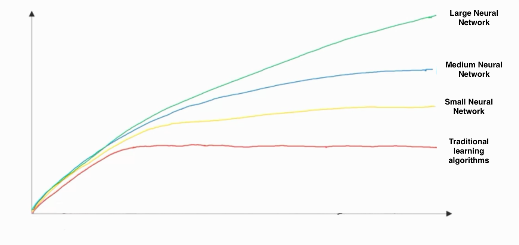 Large Neural
Network
Medium Neural
Network
Small Neural
Network
Traditional
learning
algorithms